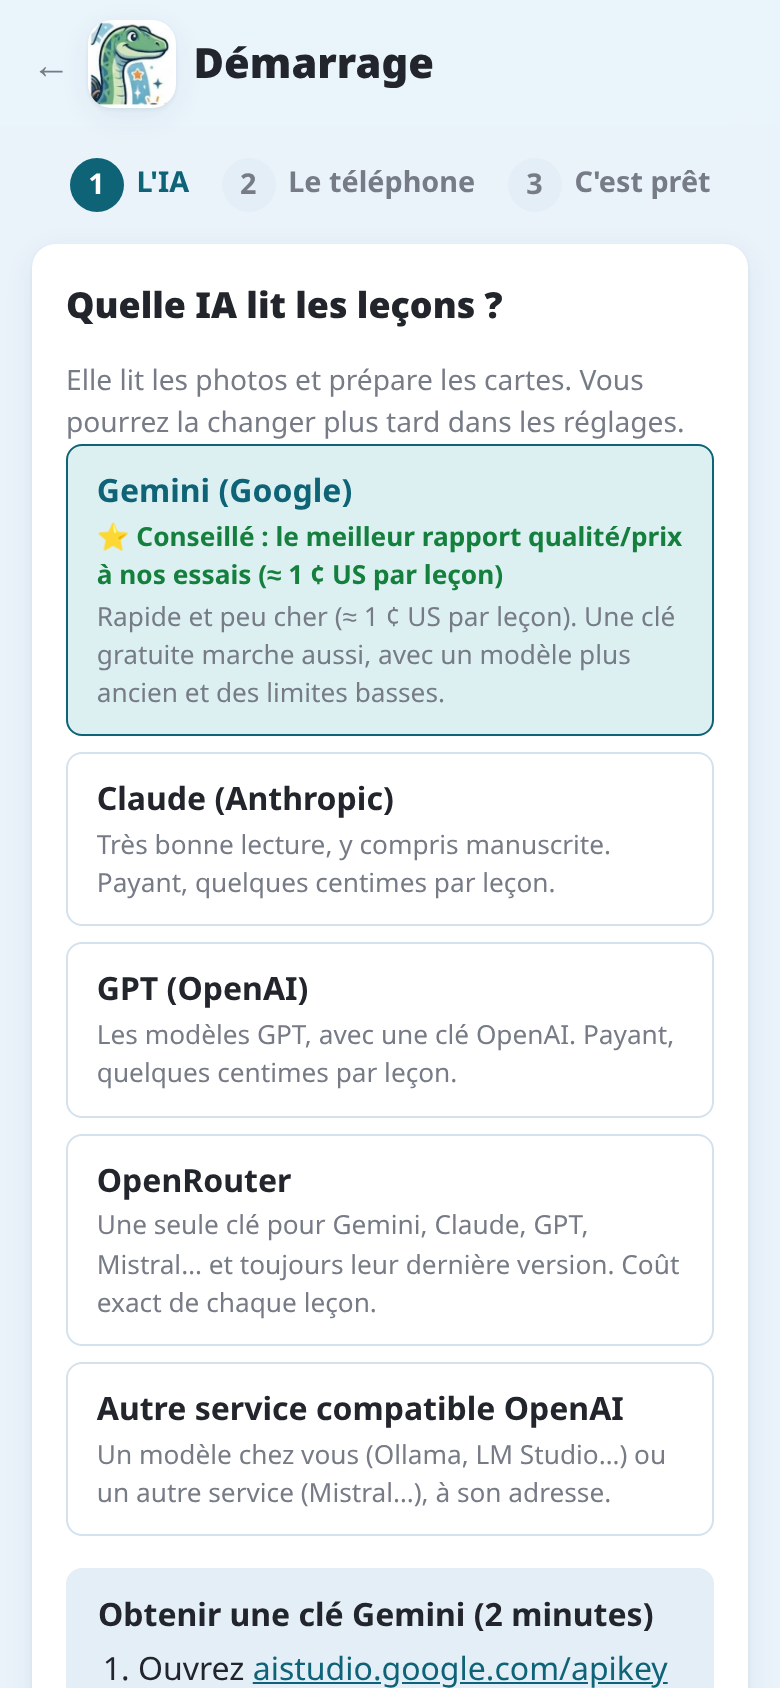 ← Démarrage
1 L'IA 2 Le téléphone 3 C'est prêt
Quelle IA lit les leçons ?
Elle lit les photos et prépare les cartes. Vous
pourrez la changer plus tard dans les réglages.
Gemini (Google)
⭐ Conseillé : le meilleur rapport qualité/prix
à nos essais (≈ 1 ¢ US par leçon)
Rapide et peu cher (≈ 1 ¢ US par leçon). Une clé
gratuite marche aussi, avec un modèle plus
ancien et des limites basses.
Claude (Anthropic)
Très bonne lecture, y compris manuscrite.
Payant, quelques centimes par leçon.
GPT (OpenAI)
Les modèles GPT, avec une clé OpenAI. Payant,
quelques centimes par leçon.
OpenRouter
Une seule clé pour Gemini, Claude, GPT,
Mistral… et toujours leur dernière version. Coût
exact de chaque leçon.
Autre service compatible OpenAI
Un modèle chez vous (Ollama, LM Studio…) ou
un autre service (Mistral…), à son adresse.
Obtenir une clé Gemini (2 minutes)
1. Ouvrez aistudio.google.com/apikey